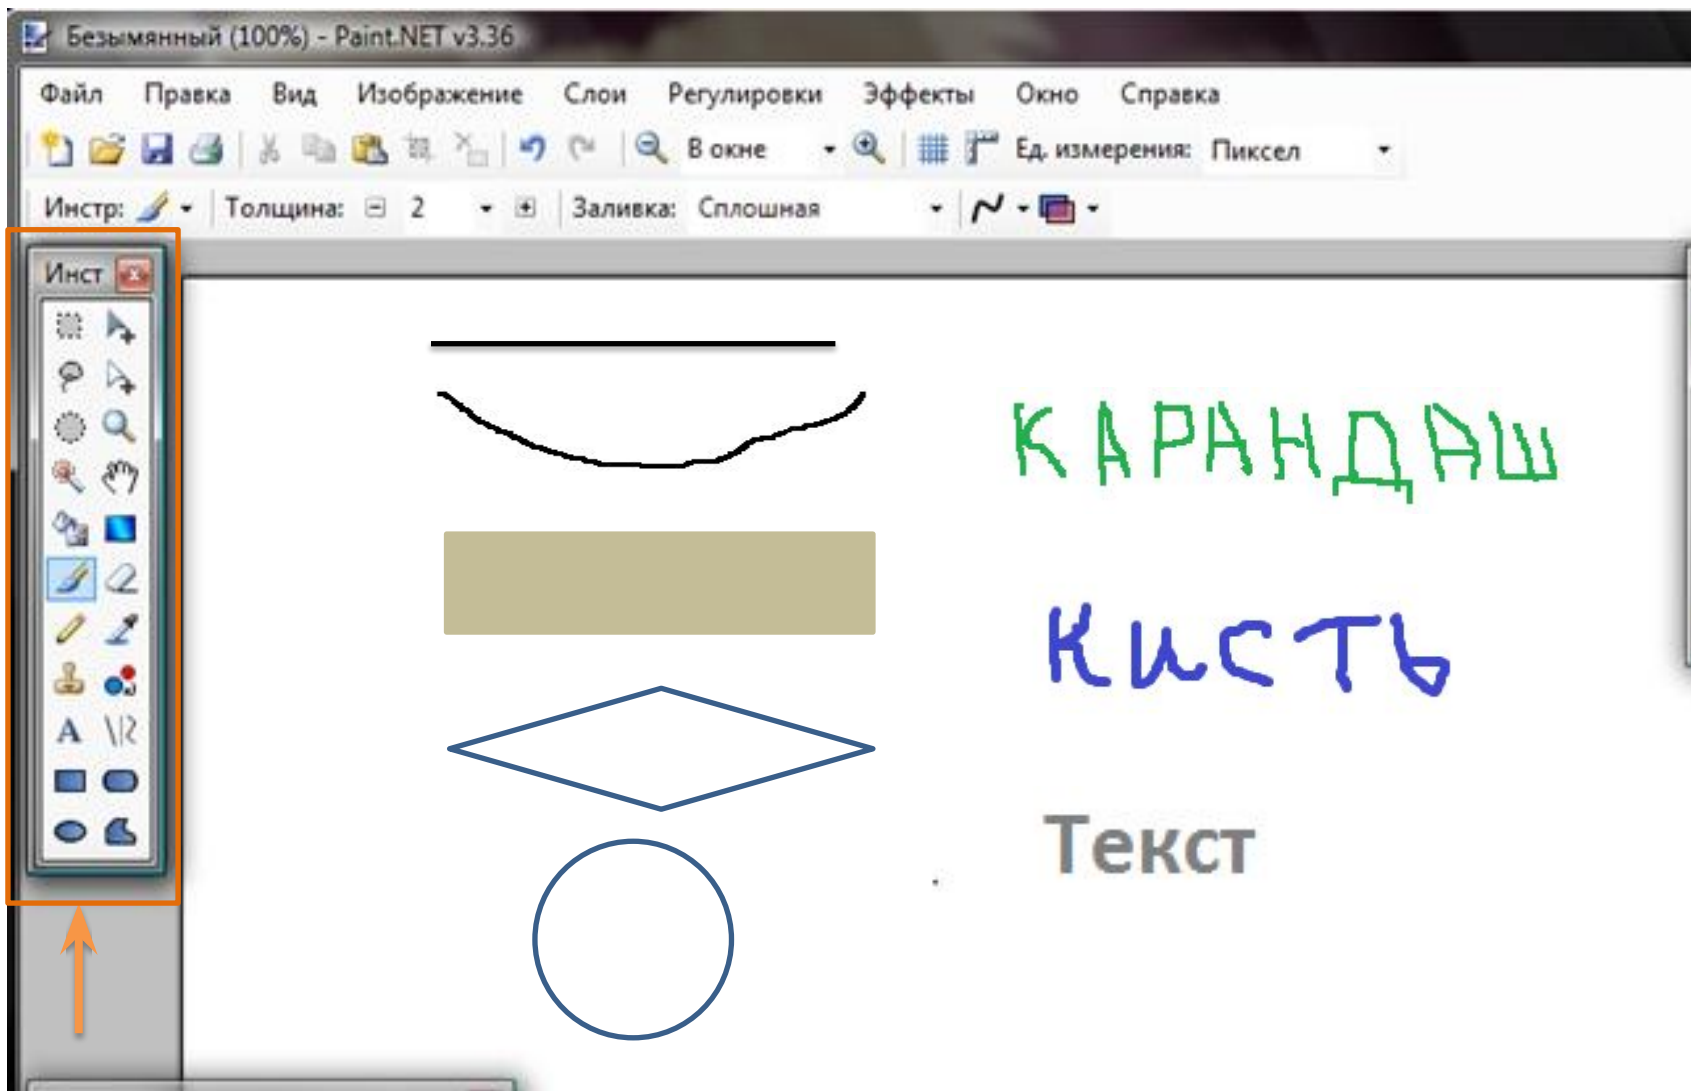 Безымянный (100%) - Paint.NET v3.36
Файл Правка Вид Изображение Слои Регулировки Эффекты Окно Справка
В окне Ед. измерения: Пиксел
Инстр: Толщина: 2 Заливка: Сплошная
Инст
КАРАНДАШ
КИСТЬ
Текст